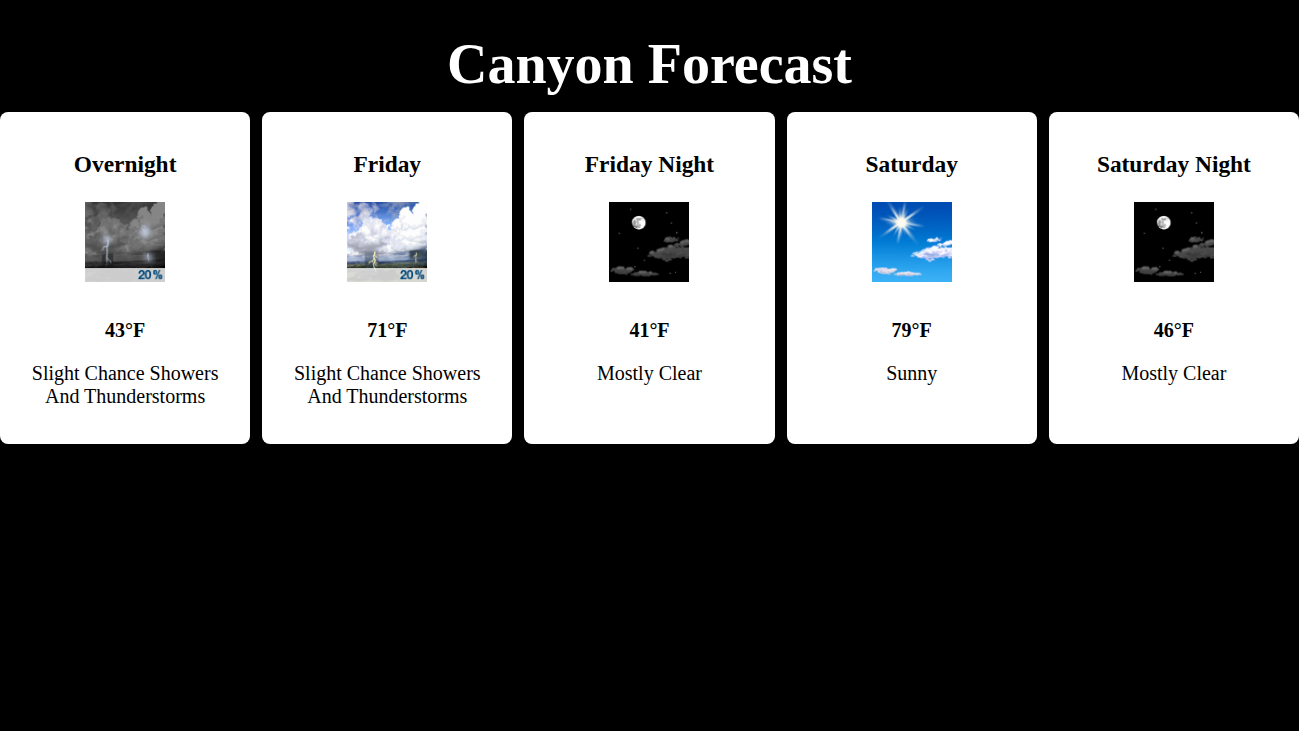 Canyon Forecast
Overnight
20%
43°F
Slight Chance Showers
And Thunderstorms
Friday
20%
71°F
Slight Chance Showers
And Thunderstorms
Friday Night
41°F
Mostly Clear
Saturday
79°F
Sunny
Saturday Night
46°F
Mostly Clear